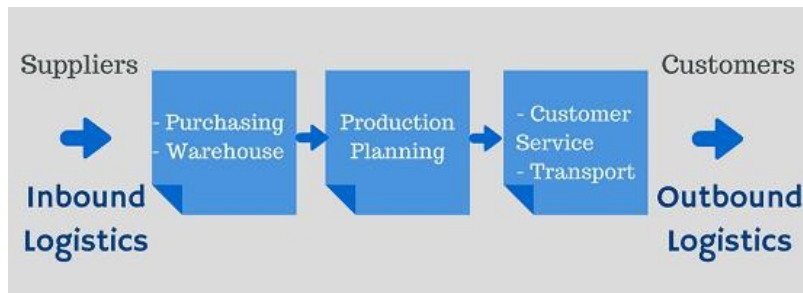 Suppliers
Inbound
Logistics
- Purchasing
- Warehouse
Production
Planning
- Customer
Service
- Transport
Customers
Outbound
Logistics